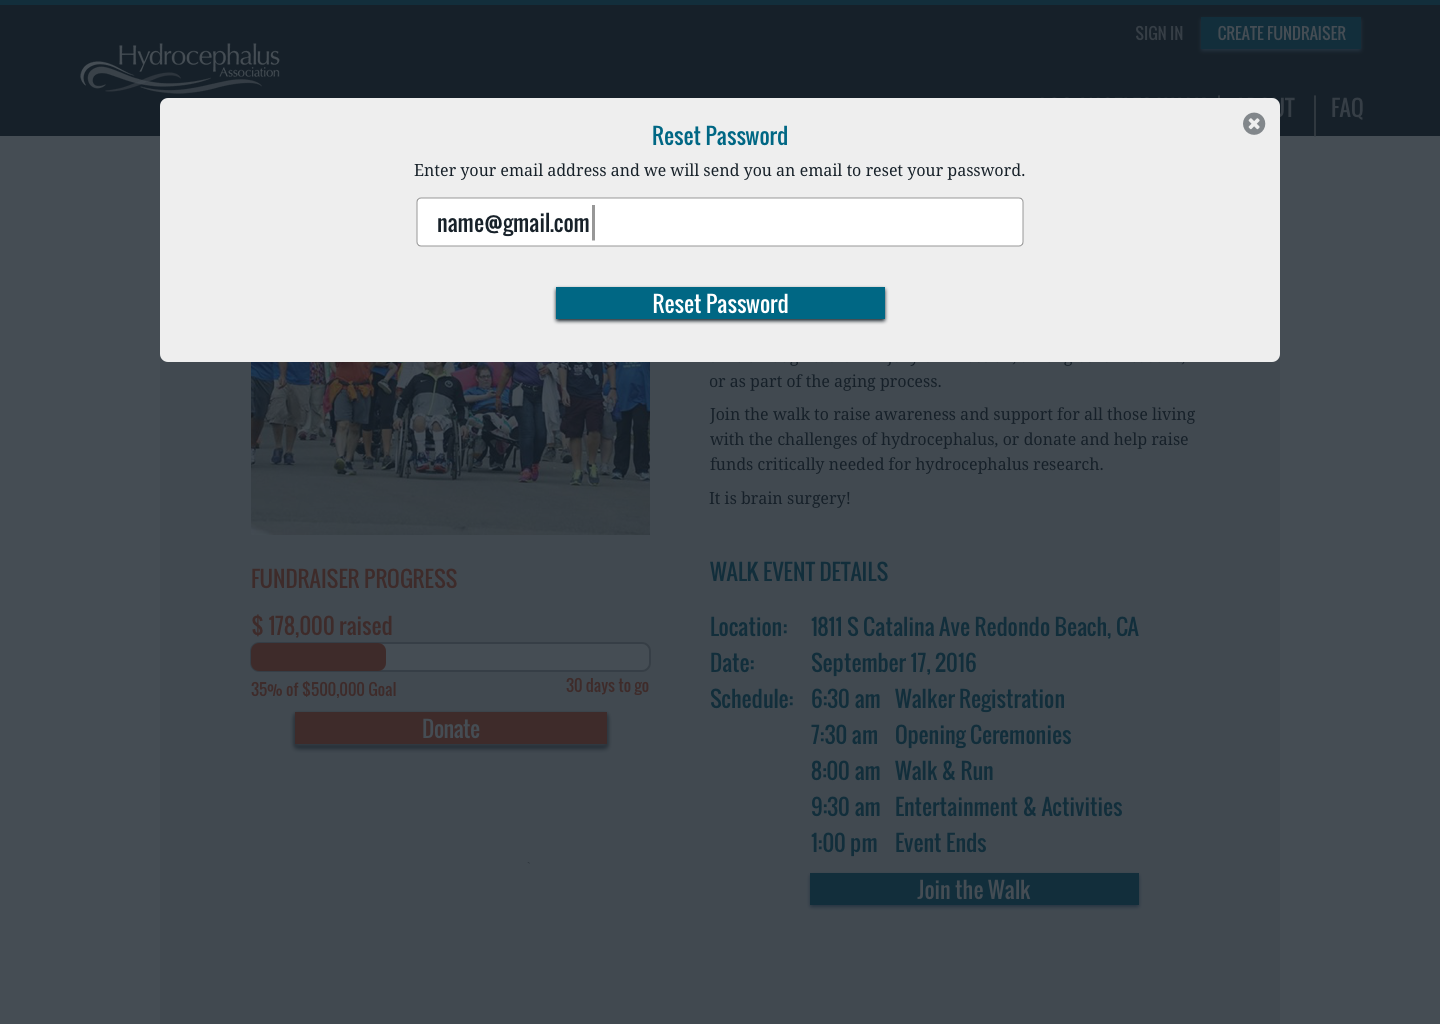 SIGN IN
CREATE FUNDRAISER
Hydrocephalus
Association
FAQ
Reset Password
Enter your email address and we will send you an email to reset your password.
name@gmail.com
Reset Password
or as part of the aging process.
Join the walk to raise awareness and support for all those living
with the challenges of hydrocephalus, or donate and help raise
funds critically needed for hydrocephalus research.
It is brain surgery!
FUNDRAISER PROGRESS
$ 178,000 raised
35% of $500,000 Goal
30 days to go
Donate
WALK EVENT DETAILS
Location: 1811 S Catalina Ave Redondo Beach, CA
Date: September 17, 2016
Schedule: 6:30 am Walker Registration
7:30 am Opening Ceremonies
8:00 am Walk & Run
9:30 am Entertainment & Activities
1:00 pm Event Ends
Join the Walk